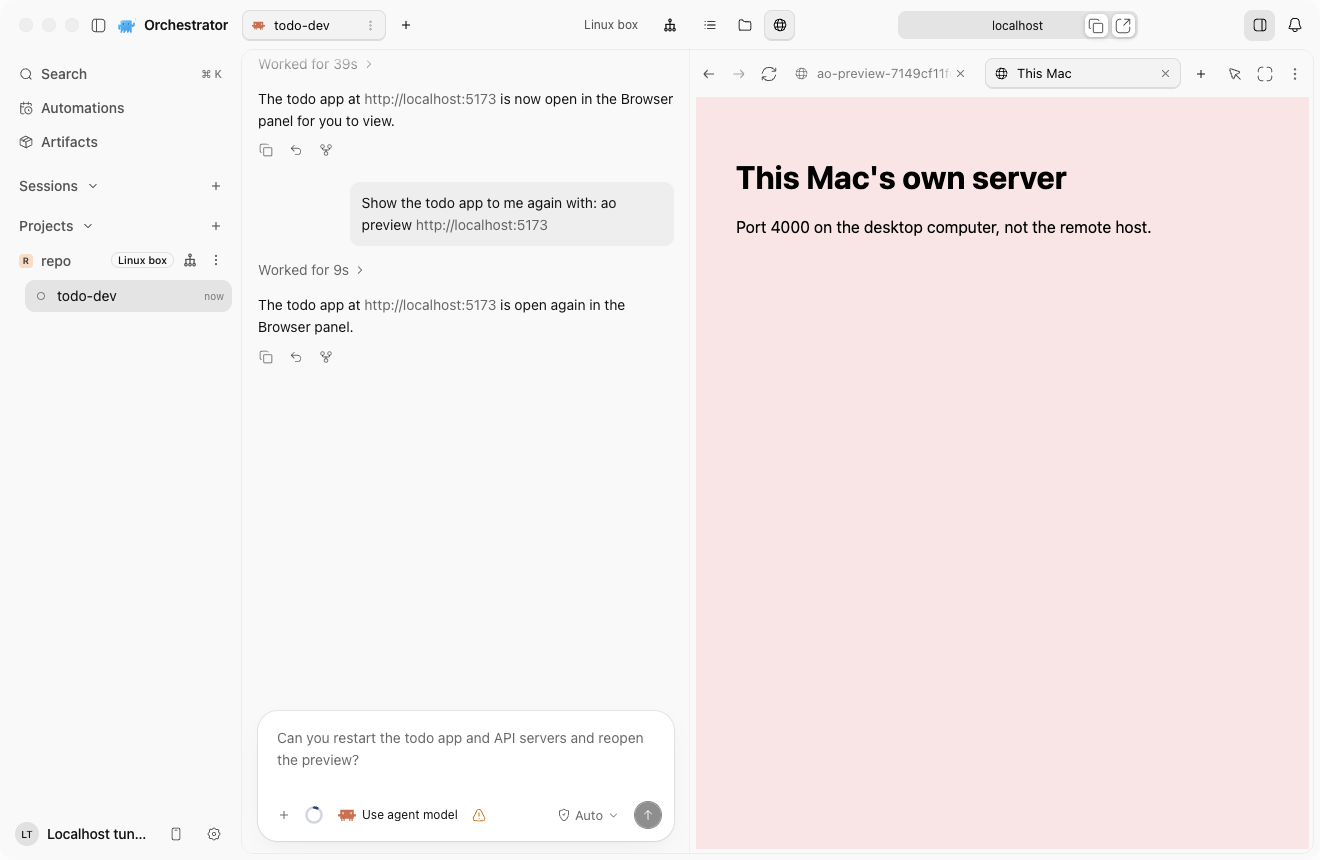 Orchestrator
todo-dev
Linux box
localhost
Search
⌘ K
Automations
Artifacts
Sessions
Projects
R
repo
Linux box
todo-dev
now
LT
Localhost tun...
Worked for 39s
The todo app at http://localhost:5173 is now open in the Browser
panel for you to view.
Show the todo app to me again with: ao
preview http://localhost:5173
Worked for 9s
The todo app at http://localhost:5173 is open again in the
Browser panel.
Can you restart the todo app and API servers and reopen
the preview?
Use agent model
Auto
ao-preview-7149cf11f
This Mac
This Mac's own server
Port 4000 on the desktop computer, not the remote host.